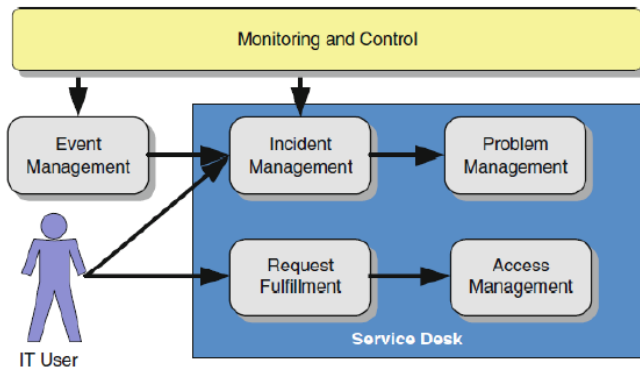 Monitoring and Control
Event
Management
Incident
Management
Problem
Management
Request
Fulfillment
Access
Management
Service Desk
IT User